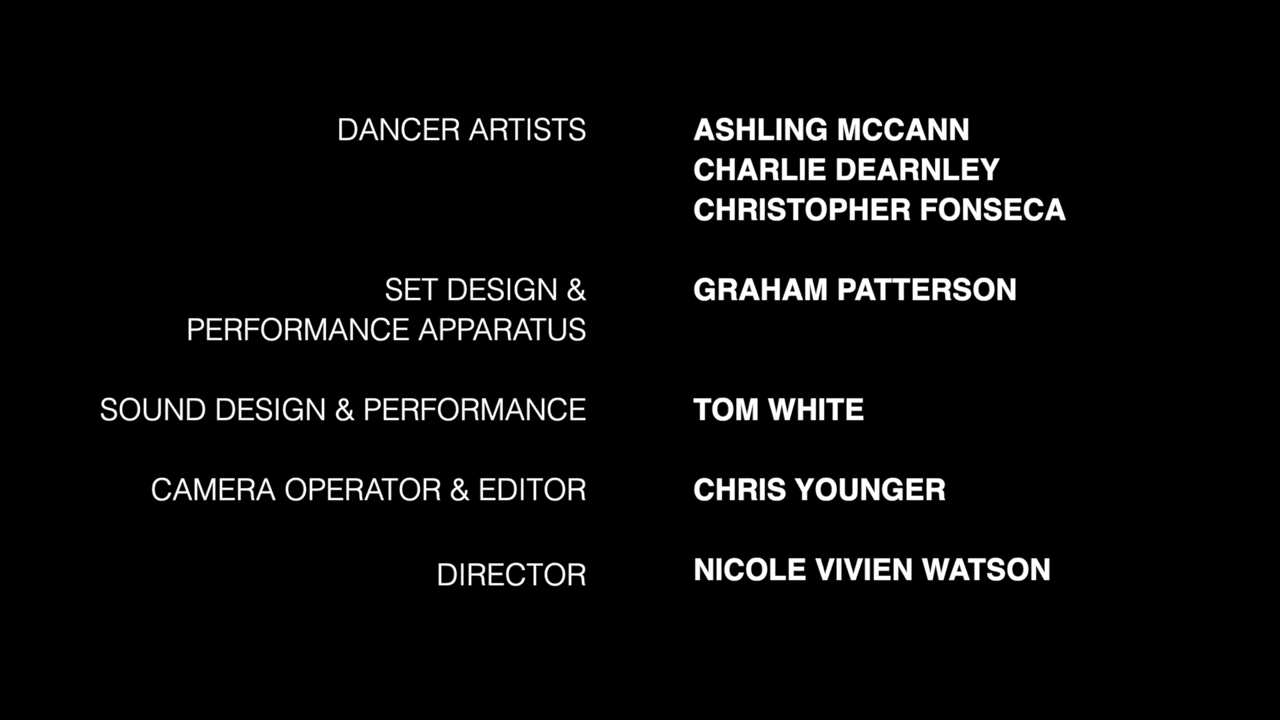 DANCER ARTISTS ASHLING MCCANN
CHARLIE DEARNLEY
CHRISTOPHER FONSECA
SET DESIGN & GRAHAM PATTERSON
PERFORMANCE APPARATUS
SOUND DESIGN & PERFORMANCE TOM WHITE
CAMERA OPERATOR & EDITOR CHRIS YOUNGER
DIRECTOR NICOLE VIVIEN WATSON